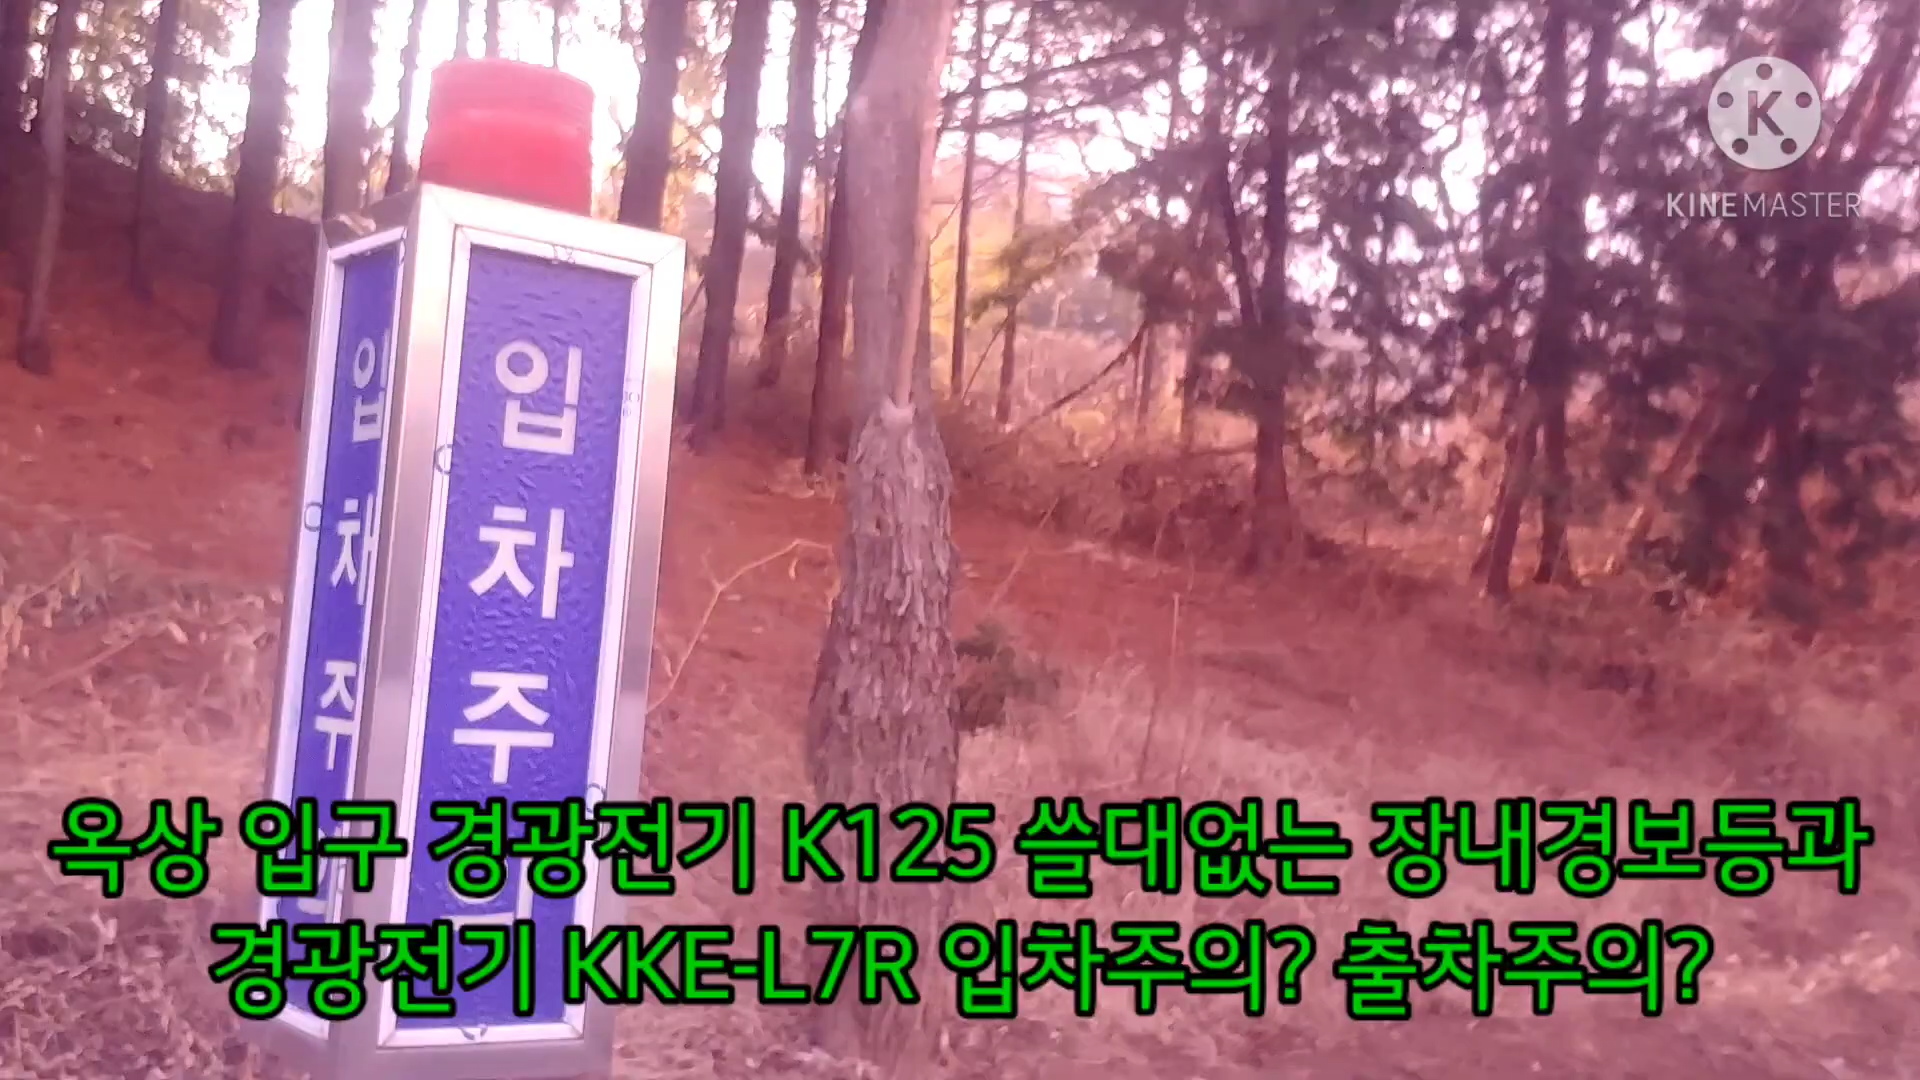 K
KINEMASTER
입차주
입차주의
옥상 입구 경광전기 K125 쓸대없는 장내경보등과
경광전기 KKE-L7R 입차주의? 출차주의?